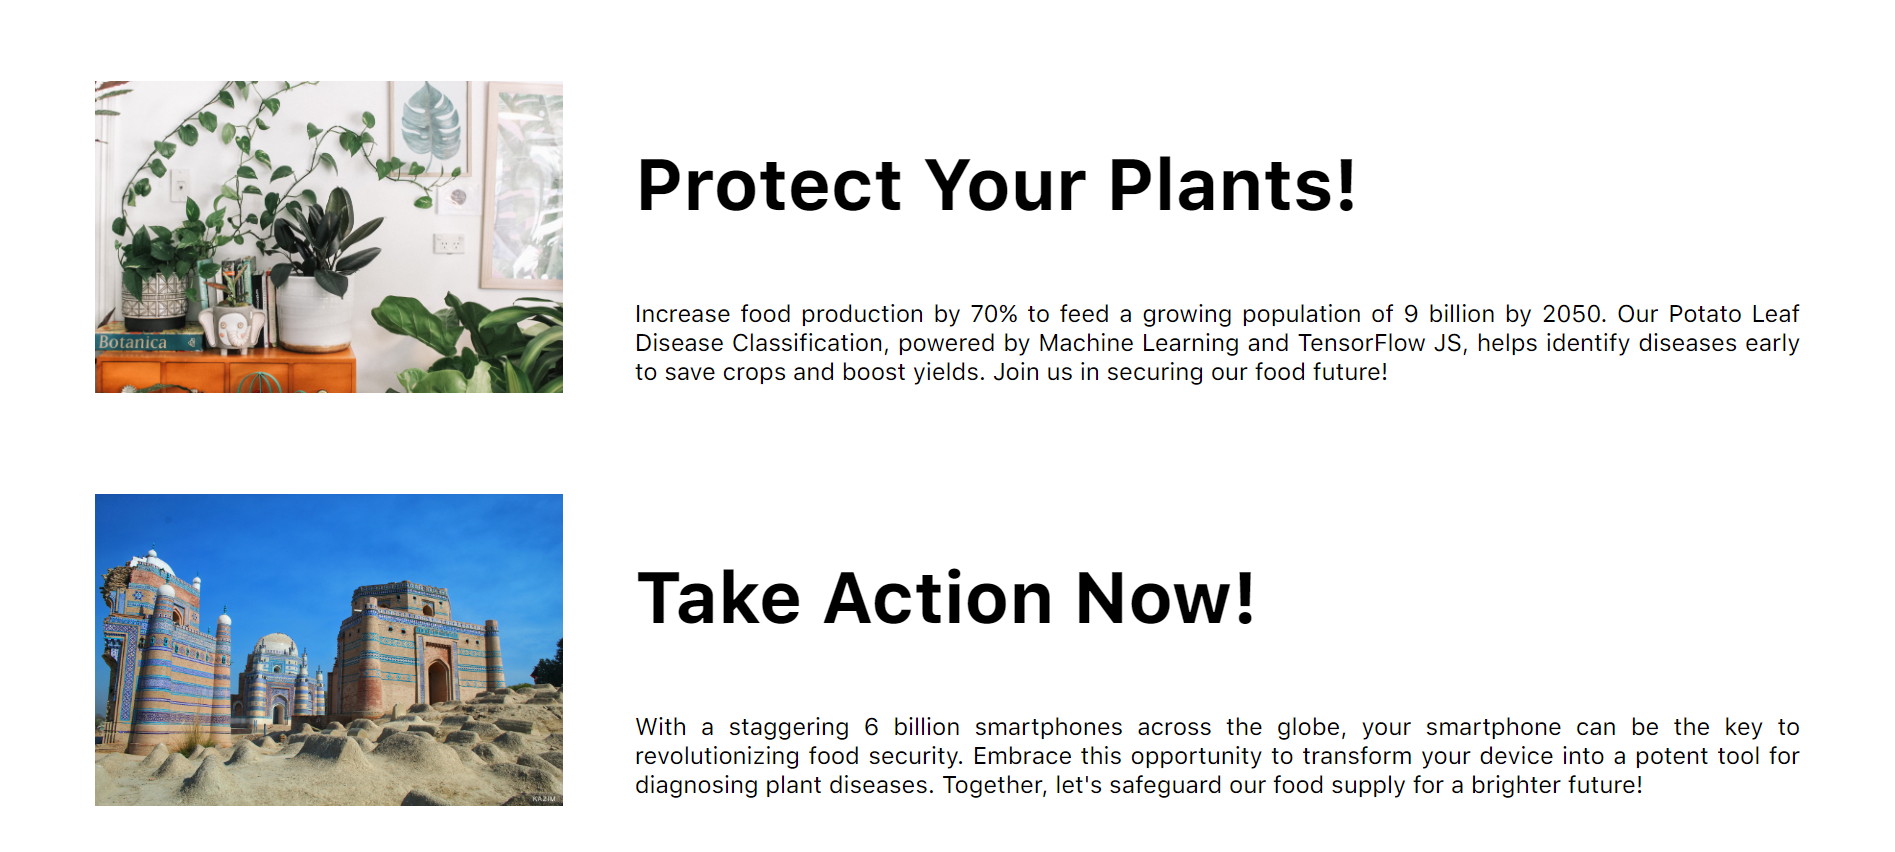 Botanica
Protect Your Plants!
Increase food production by 70% to feed a growing population of 9 billion by 2050. Our Potato Leaf
Disease Classification, powered by Machine Learning and TensorFlow JS, helps identify diseases early
to save crops and boost yields. Join us in securing our food future!
Take Action Now!
With a staggering 6 billion smartphones across the globe, your smartphone can be the key to
revolutionizing food security. Embrace this opportunity to transform your device into a potent tool for
diagnosing plant diseases. Together, let's safeguard our food supply for a brighter future!
KAZIM